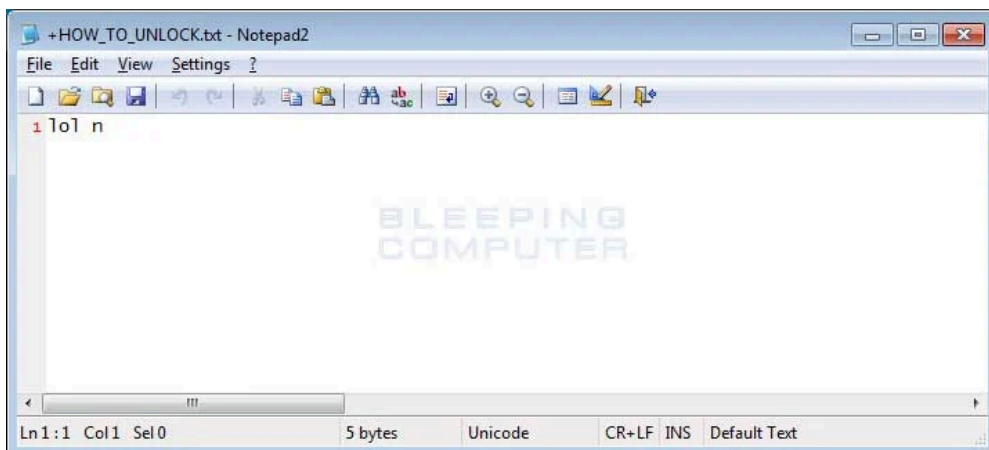 +HOW_TO_UNLOCK.txt - Notepad2
File Edit View Settings ?
1 lol n
BLEEPING
COMPUTER
Ln 1 : 1 Col 1 Sel 0 5 bytes Unicode CR+LF INS Default Text